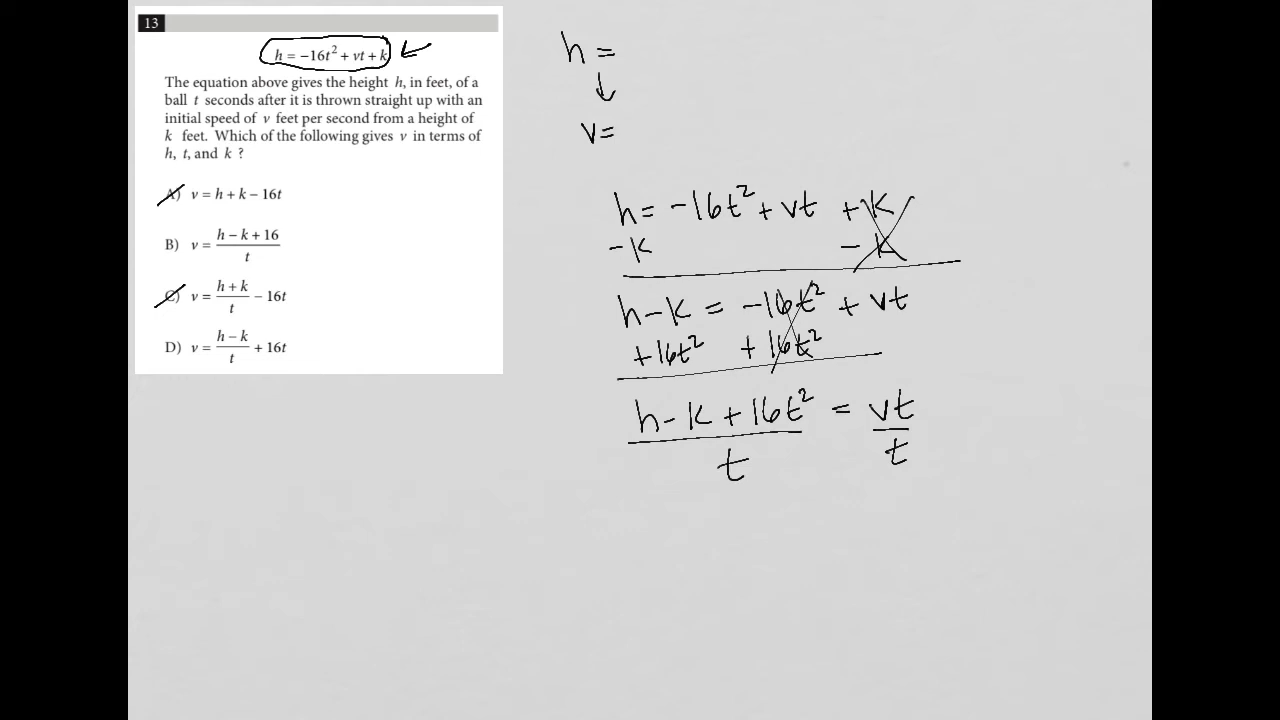 13
h = −16t² + vt + k
The equation above gives the height h, in feet, of a
ball t seconds after it is thrown straight up with an
initial speed of v feet per second from a height of
k feet. Which of the following gives v in terms of
h, t, and k ?
A) v = h + k − 16t
B) v = (h − k + 16)/t
C) v = (h + k)/t − 16t
D) v = (h − k)/t + 16t
h =
v =
h = −16t² + vt + k
−k − k
h − k = −16t² + vt
+16t² + 16t²
h − k + 16t² = vt
t t